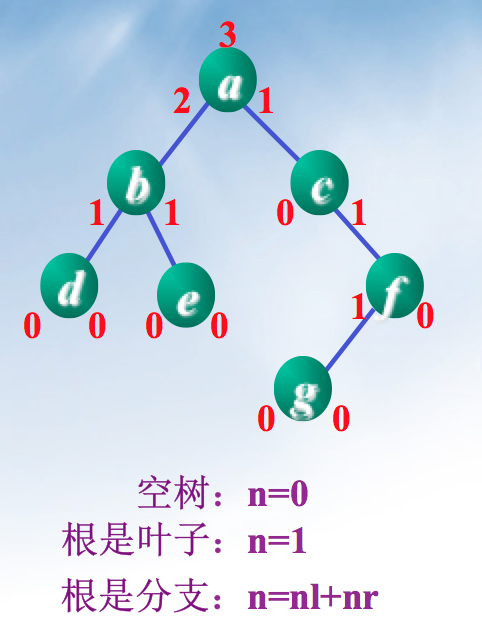 3
a
2 1
b c
1 1 0 1
d e f
1 0
0 0 0 0
g
0 0
空树：n=0
根是叶子：n=1
根是分支：n=nl+nr